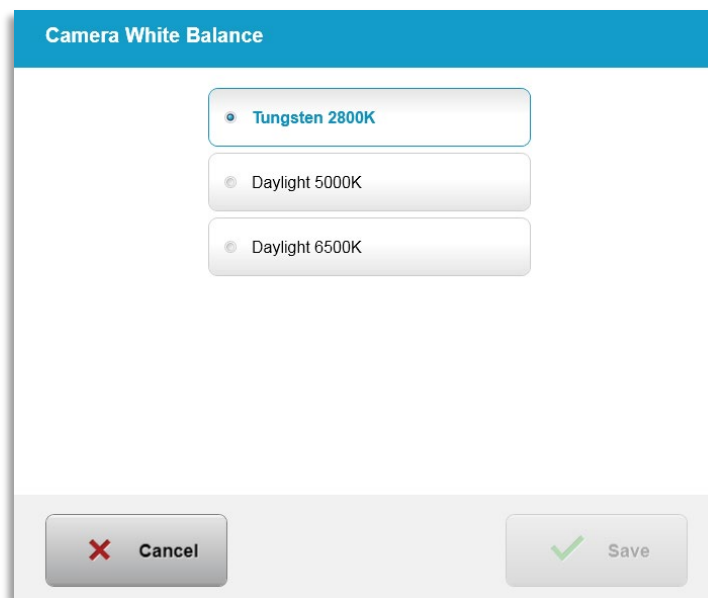 Camera White Balance
Tungsten 2800K
Daylight 5000K
Daylight 6500K
Cancel
Save